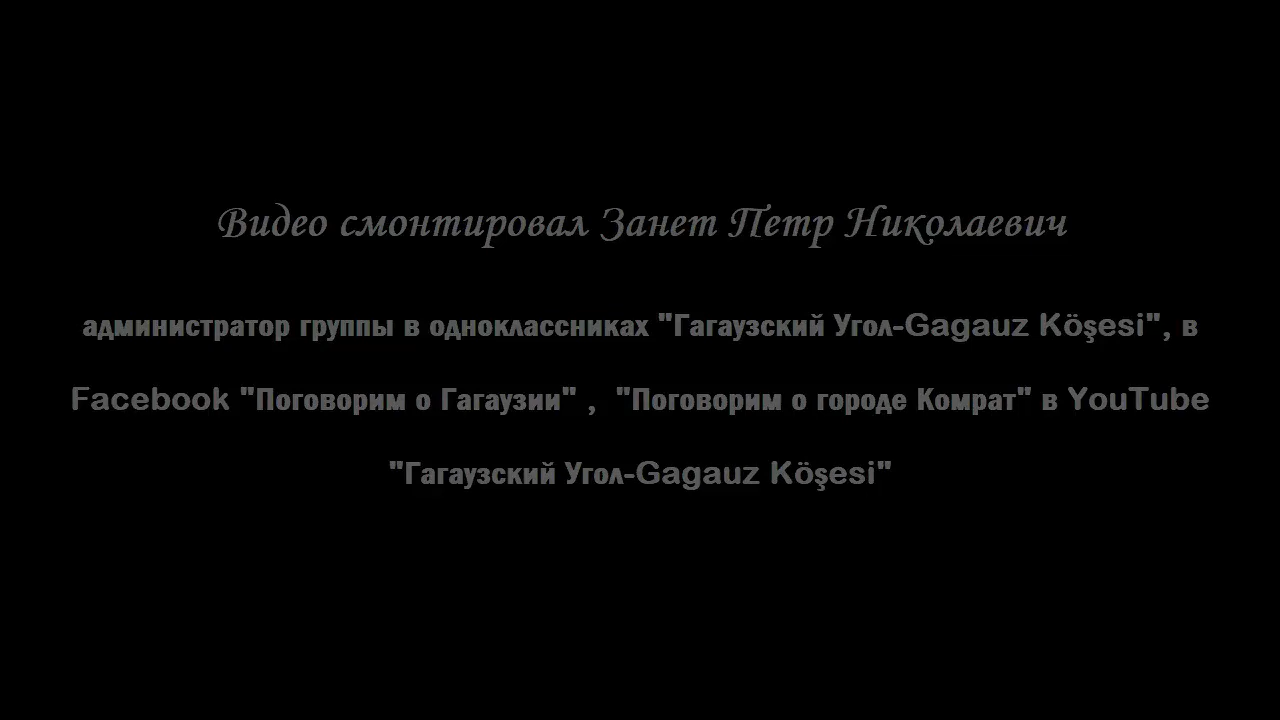 Видео смонтировал Занет Петр Николаевич
администратор группы в одноклассниках "Гагаузский Угол-Gagauz Köşesi", в
Facebook "Поговорим о Гагаузии" , "Поговорим о городе Комрат" в YouTube
"Гагаузский Угол-Gagauz Köşesi"